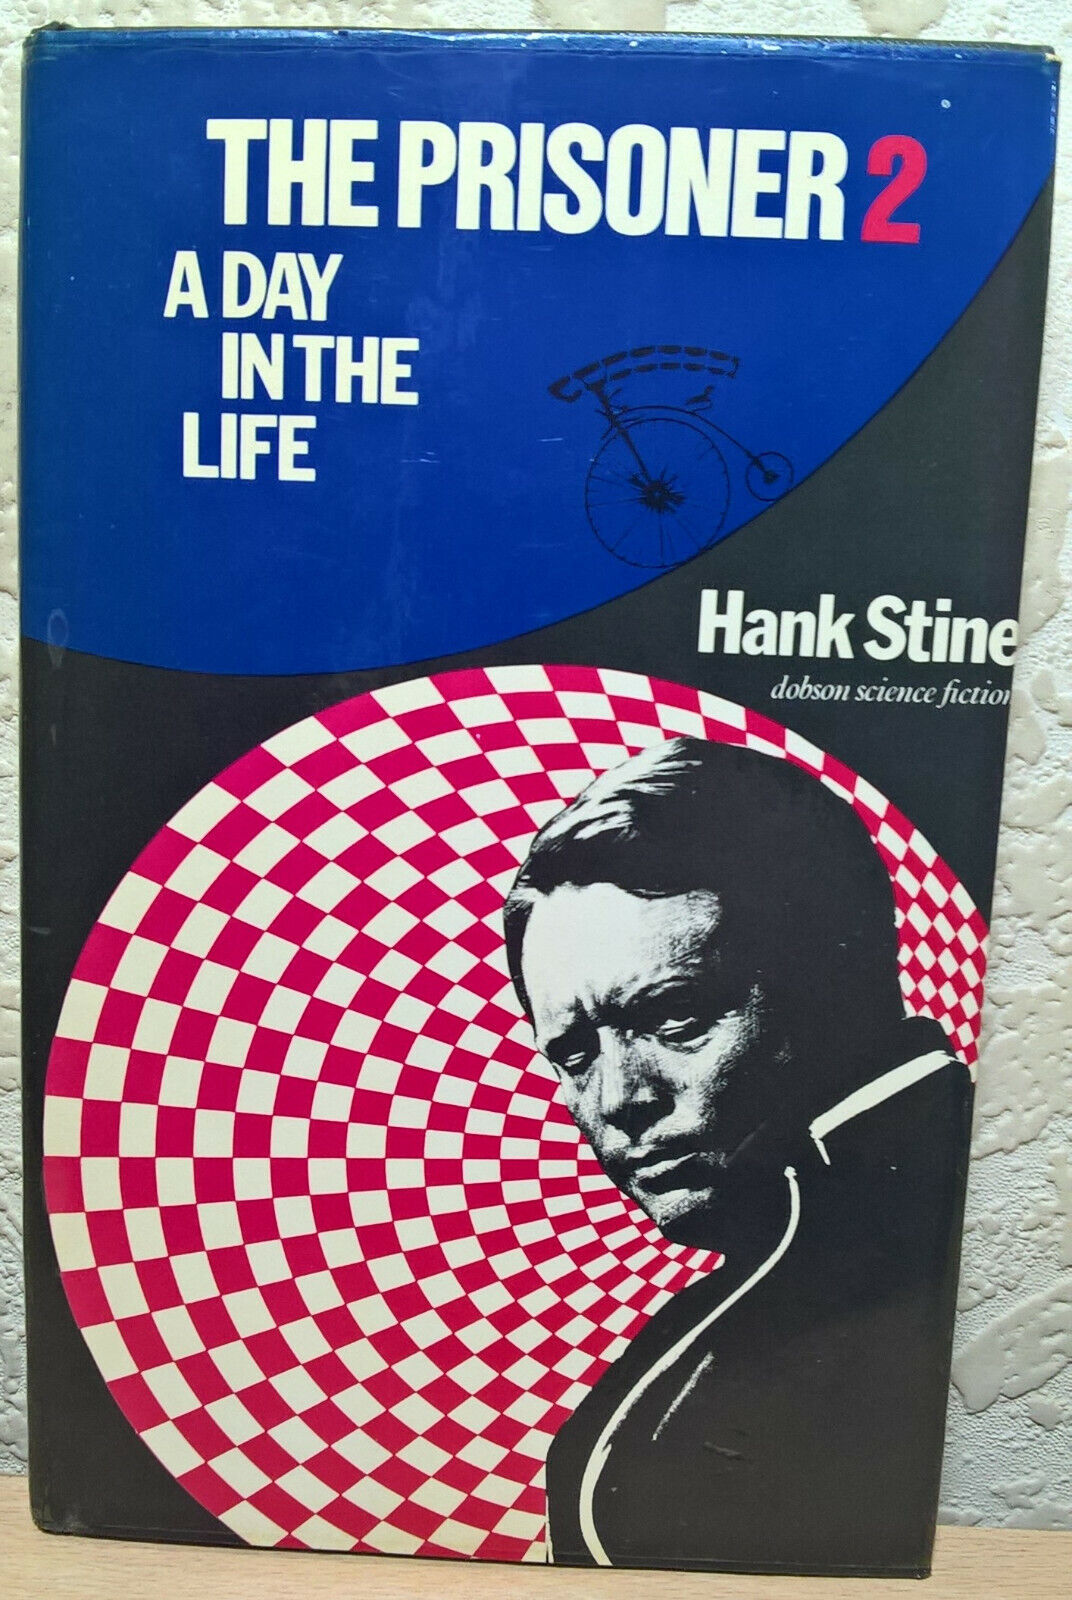 THE PRISONER 2
A DAY
IN THE
LIFE
Hank Stine
dobson science fiction